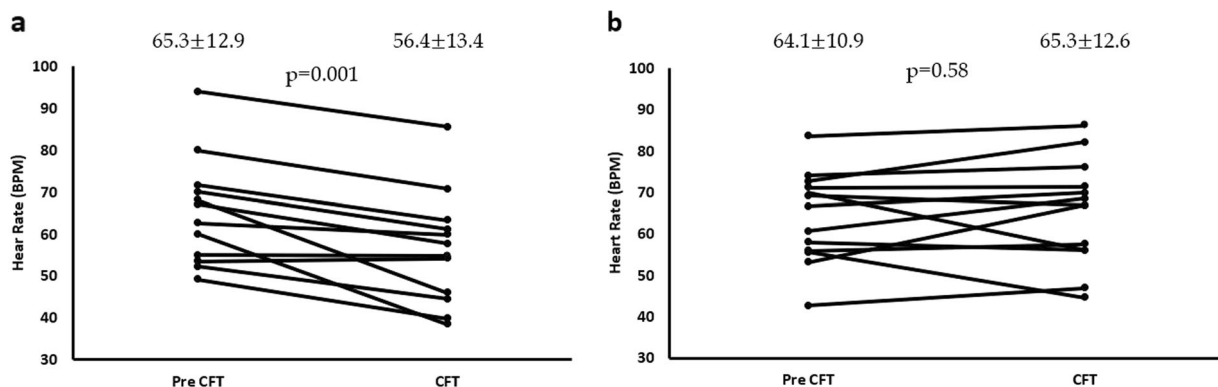 a
65.3±12.9 56.4±13.4
p=0.001
100
90
80
70
60
50
40
30
Hear Rate (BPM)
Pre CFT CFT
b
64.1±10.9 65.3±12.6
p=0.58
100
90
80
70
60
50
40
30
Heart Rate (BPM)
Pre CFT CFT